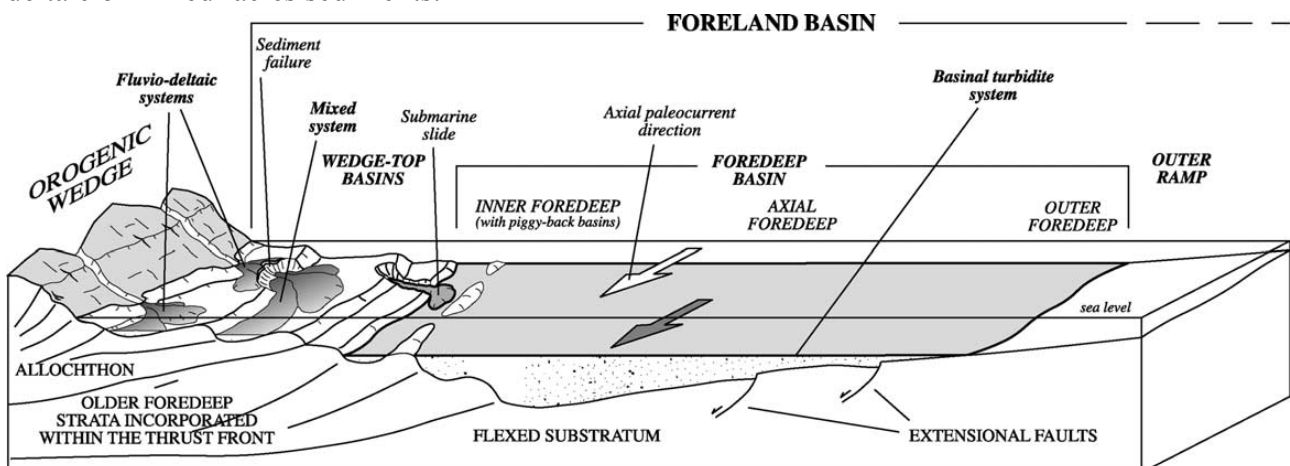 FORELAND BASIN
Sediment
failure
Fluvio-deltaic
systems
Mixed
system
Submarine
slide
Axial paleocurrent
direction
Basinal turbidite
system
OROGENIC
WEDGE
WEDGE-TOP
BASINS
FOREDEEP
BASIN
OUTER
RAMP
INNER FOREDEEP
(with piggy-back basins)
AXIAL
FOREDEEP
OUTER
FOREDEEP
sea level
ALLOCHTHON
OLDER FOREDEEP
STRATA INCORPORATED
WITHIN THE THRUST FRONT
FLEXED SUBSTRATUM
EXTENSIONAL FAULTS